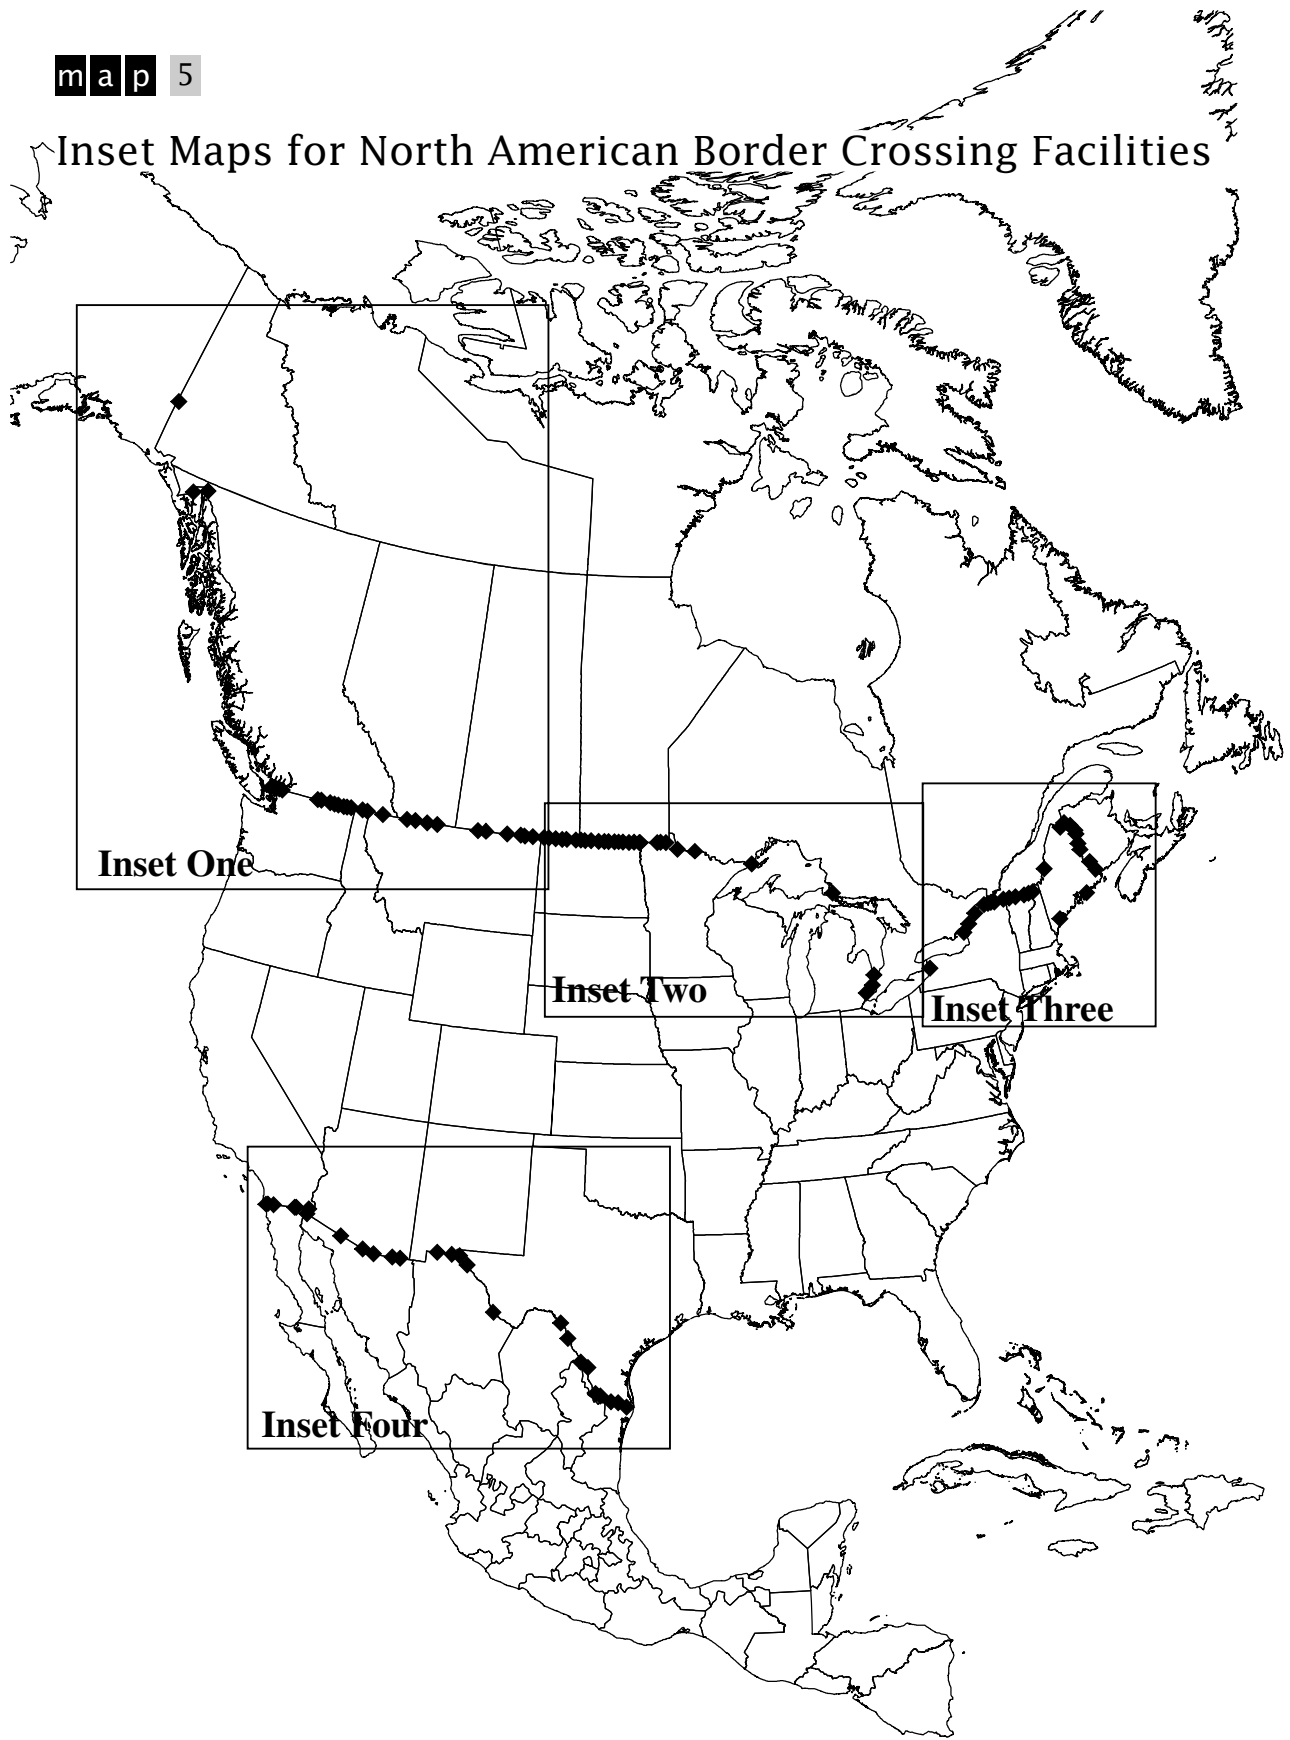 map 5
Inset Maps for North American Border Crossing Facilities
Inset One
Inset Two
Inset Three
Inset Four